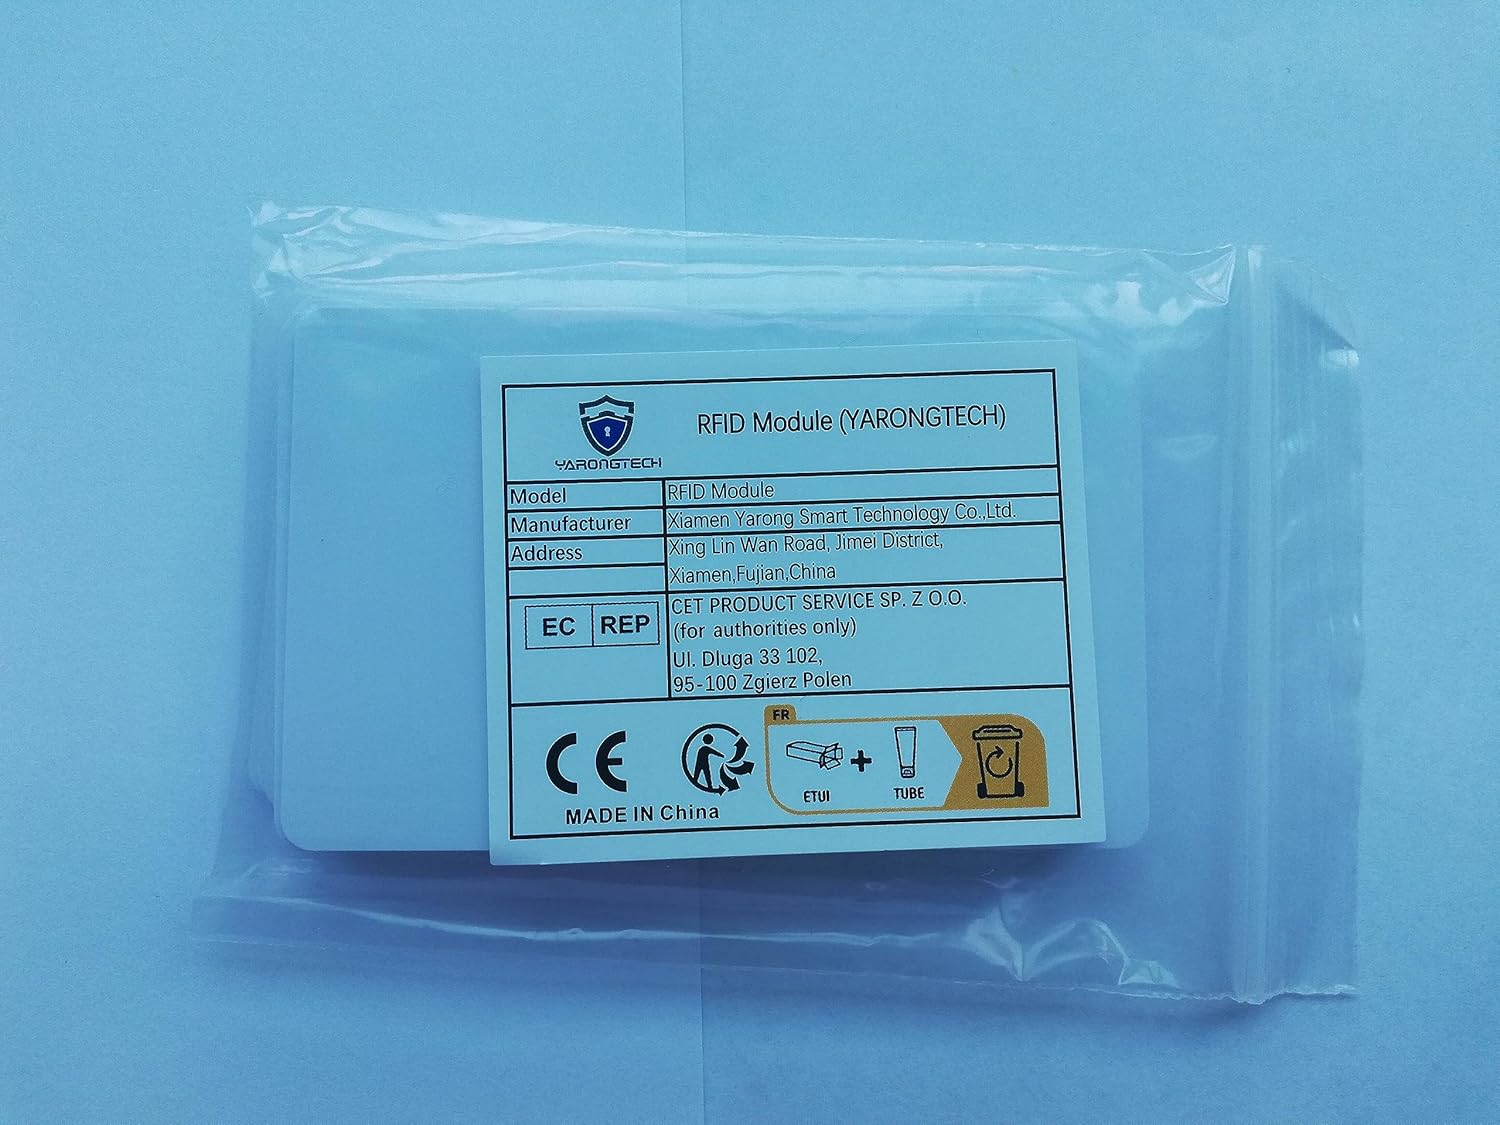 YARONGTECH
RFID Module (YARONGTECH)
Model
RFID Module
Manufacturer
Xiamen Yarong Smart Technology Co.,Ltd.
Address
Xing Lin Wan Road, Jimei District,
Xiamen,Fujian,China
EC REP
CET PRODUCT SERVICE SP. Z O.O.
(for authorities only)
Ul. Dluga 33 102,
95-100 Zgierz Polen
CE
MADE IN China
FR
ETUI
+
TUBE